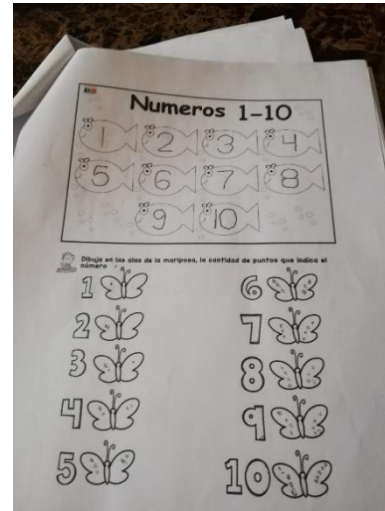 Numeros 1-10
1 2 3 4
5 6 7 8
9 10
Dibuja en las alas de la mariposa, la cantidad de puntos que indica el
número
1 6
2 7
3 8
4 9
5 10